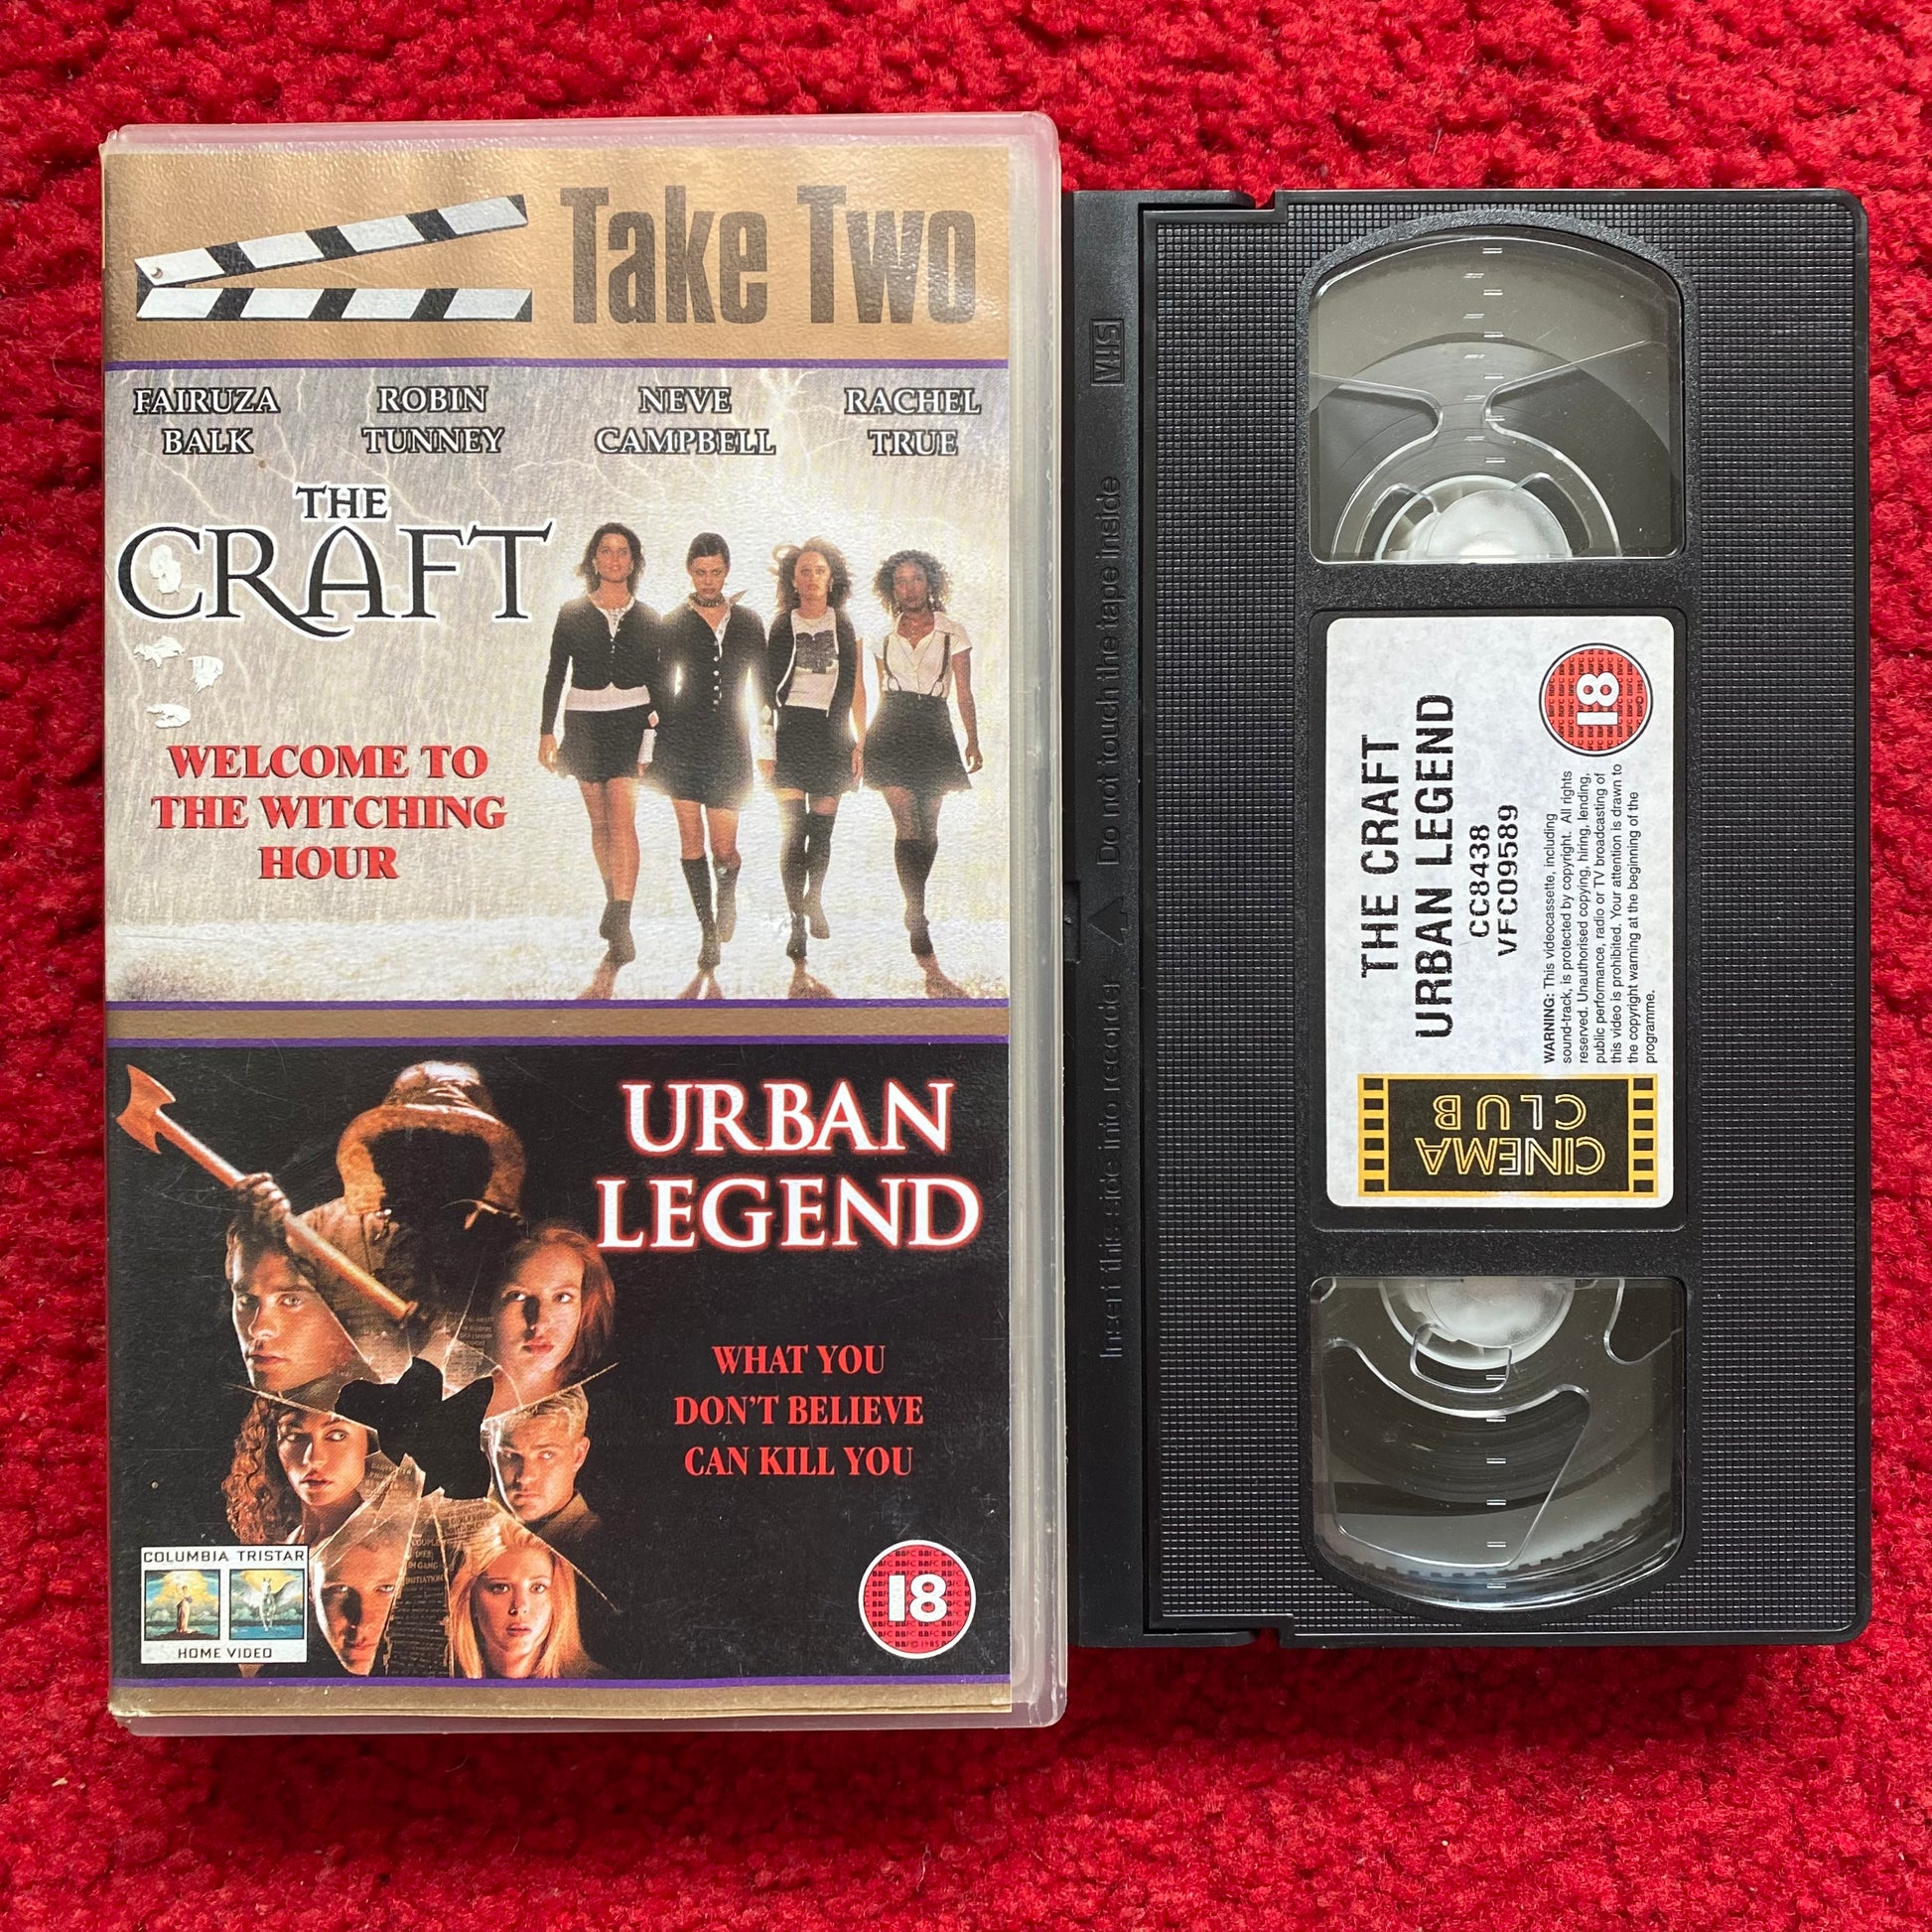 Take Two
FAIRUZA BALK
ROBIN TUNNEY
NEVE CAMPBELL
RACHEL TRUE
THE
CRAFT
WELCOME TO
THE WITCHING
HOUR
URBAN
LEGEND
WHAT YOU
DON'T BELIEVE
CAN KILL YOU
COLUMBIA TRISTAR
HOME VIDEO
18
VHS
Do not touch the tape inside
Insert this side into recorder
THE CRAFT
URBAN LEGEND
CC8438
VFC09589
18
WARNING: This videocassette, including
sound-track, is protected by copyright. All rights
reserved. Unauthorised copying, hiring, lending,
public performance, radio or TV broadcasting of
this video is prohibited. Your attention is drawn to
the copyright warning at the beginning of the
programme.
CINEMA
CLUB